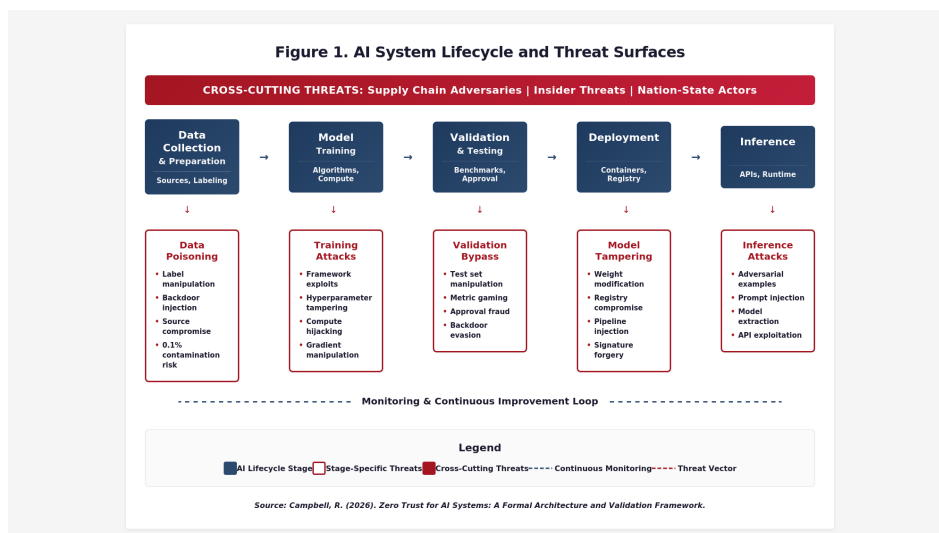 Figure 1. AI System Lifecycle and Threat Surfaces
CROSS-CUTTING THREATS: Supply Chain Adversaries | Insider Threats | Nation-State Actors
Data
Collection
& Preparation
Sources, Labeling
→
Model
Training
Algorithms,
Compute
→
Validation
& Testing
Benchmarks,
Approval
→
Deployment
Containers,
Registry
→
Inference
APIs, Runtime
↓ ↓ ↓ ↓ ↓
Data
Poisoning
• Label
manipulation
• Backdoor
injection
• Source
compromise
• 0.1%
contamination
risk
Training
Attacks
• Framework
exploits
• Hyperparameter
tampering
• Compute
hijacking
• Gradient
manipulation
Validation
Bypass
• Test set
manipulation
• Metric gaming
• Approval fraud
• Backdoor
evasion
Model
Tampering
• Weight
modification
• Registry
compromise
• Pipeline
injection
• Signature
forgery
Inference
Attacks
• Adversarial
examples
• Prompt injection
• Model
extraction
• API exploitation
Monitoring & Continuous Improvement Loop
Legend
AI Lifecycle Stage Stage-Specific Threats Cross-Cutting Threats Continuous Monitoring Threat Vector
Source: Campbell, R. (2026). Zero Trust for AI Systems: A Formal Architecture and Validation Framework.